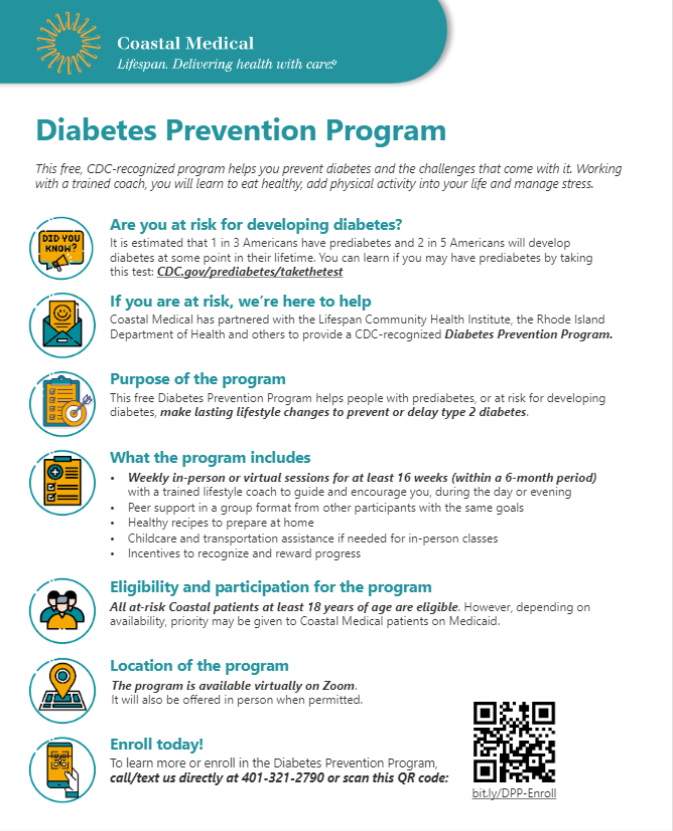 Coastal Medical
Lifespan. Delivering health with care.®
Diabetes Prevention Program
This free, CDC-recognized program helps you prevent diabetes and the challenges that come with it. Working
with a trained coach, you will learn to eat healthy, add physical activity into your life and manage stress.
DID YOU
KNOW?
Are you at risk for developing diabetes?
It is estimated that 1 in 3 Americans have prediabetes and 2 in 5 Americans will develop
diabetes at some point in their lifetime. You can learn if you may have prediabetes by taking
this test: CDC.gov/prediabetes/takethetest
If you are at risk, we’re here to help
Coastal Medical has partnered with the Lifespan Community Health Institute, the Rhode Island
Department of Health and others to provide a CDC-recognized Diabetes Prevention Program.
Purpose of the program
This free Diabetes Prevention Program helps people with prediabetes, or at risk for developing
diabetes, make lasting lifestyle changes to prevent or delay type 2 diabetes.
What the program includes
• Weekly in-person or virtual sessions for at least 16 weeks (within a 6-month period)
with a trained lifestyle coach to guide and encourage you, during the day or evening
• Peer support in a group format from other participants with the same goals
• Healthy recipes to prepare at home
• Childcare and transportation assistance if needed for in-person classes
• Incentives to recognize and reward progress
Eligibility and participation for the program
All at-risk Coastal patients at least 18 years of age are eligible. However, depending on
availability, priority may be given to Coastal Medical patients on Medicaid.
Location of the program
The program is available virtually on Zoom.
It will also be offered in person when permitted.
Enroll today!
To learn more or enroll in the Diabetes Prevention Program,
call/text us directly at 401-321-2790 or scan this QR code:
bit.ly/DPP-Enroll